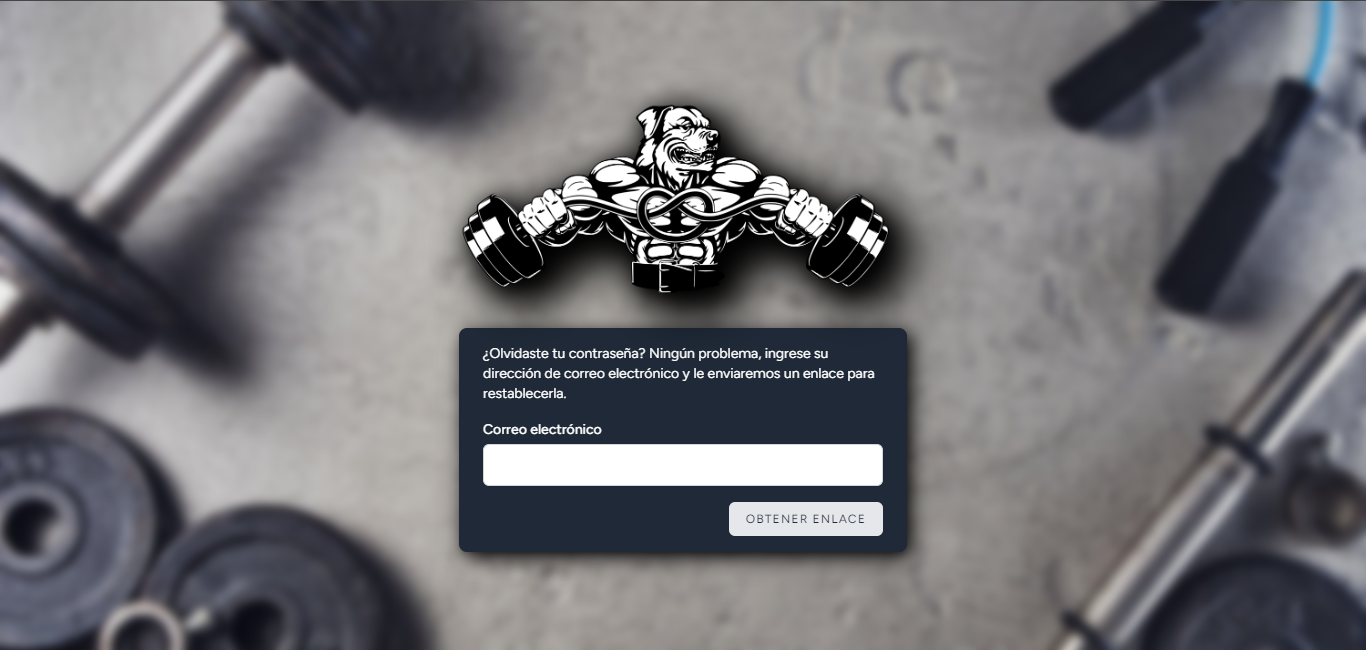 ¿Olvidaste tu contraseña? Ningún problema, ingrese su
dirección de correo electrónico y le enviaremos un enlace para
restablecerla.
Correo electrónico
OBTENER ENLACE